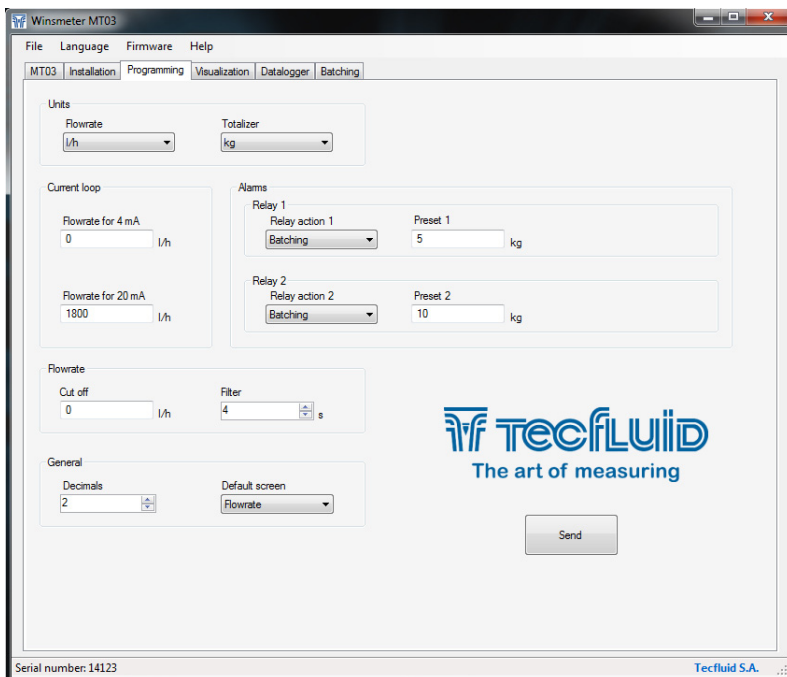 Winsmeter MT03
File Language Firmware Help
MT03 Installation Programming Visualization Datalogger Batching
Units
Flowrate Totalizer
l/h kg
Current loop
Flowrate for 4 mA
0 l/h
Flowrate for 20 mA
1800 l/h
Alarms
Relay 1
Relay action 1 Preset 1
Batching 5 kg
Relay 2
Relay action 2 Preset 2
Batching 10 kg
Flowrate
Cut off Filter
0 l/h 4 s
General
Decimals Default screen
2 Flowrate
Tecfluid
The art of measuring
Send
Serial number: 14123 Tecfluid S.A.